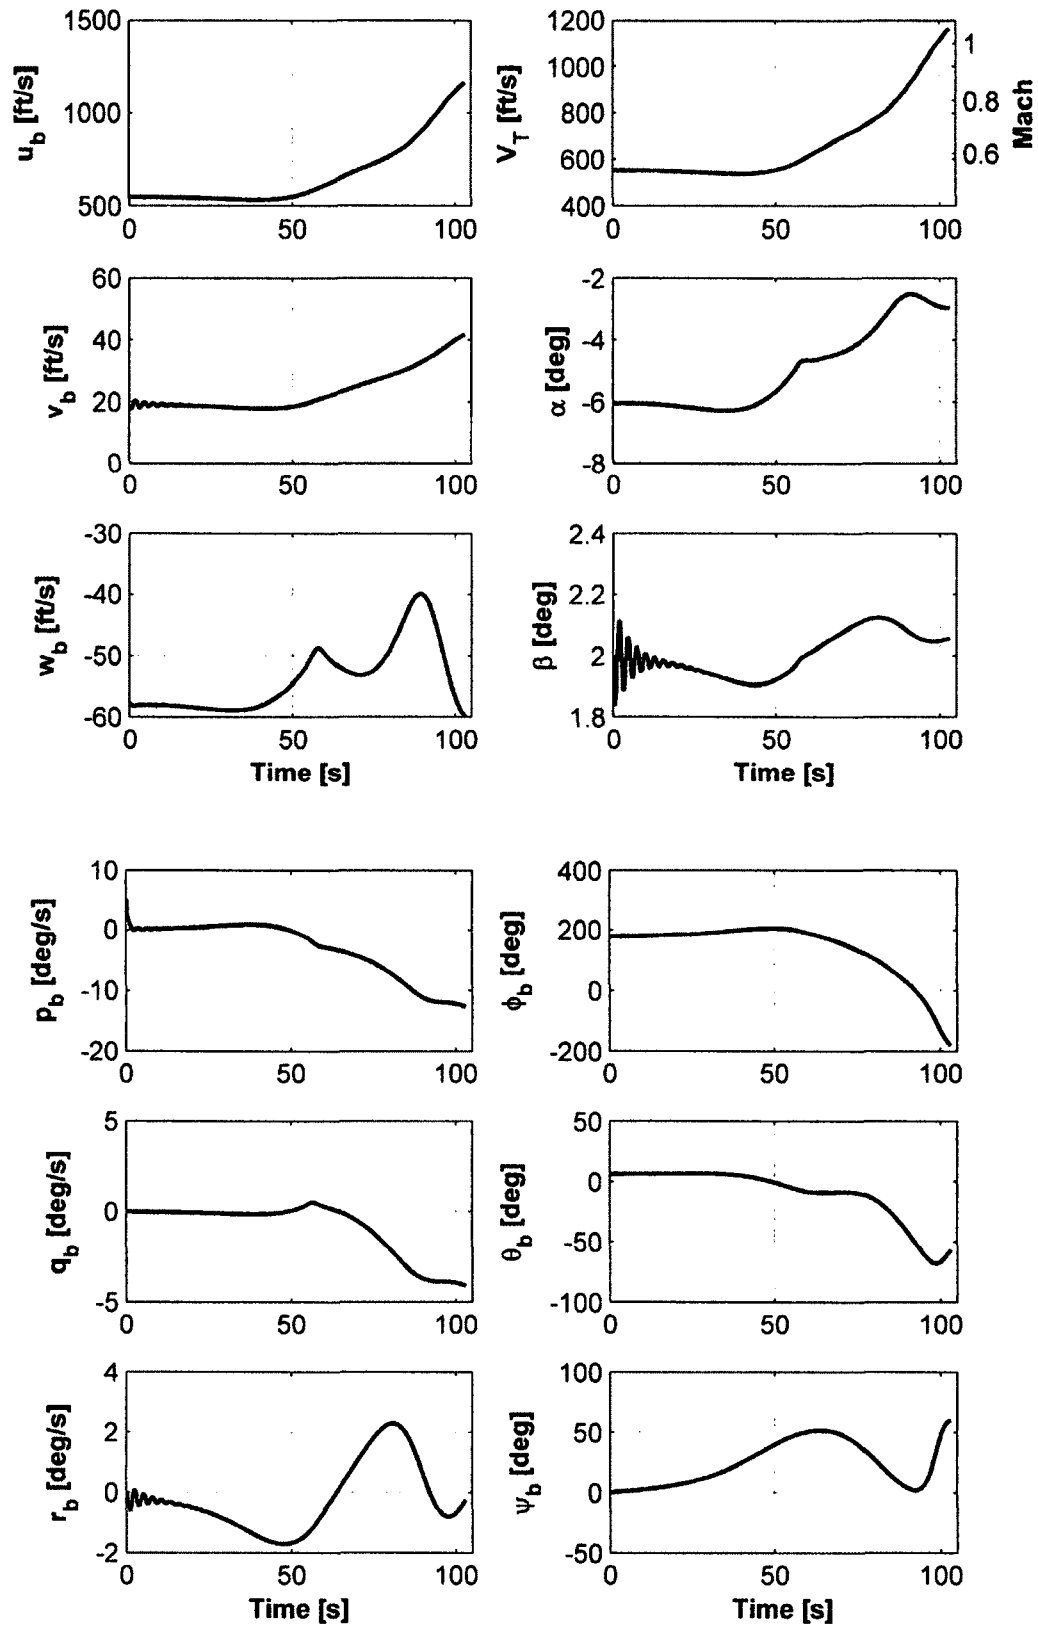 1500
1000
500
u_b [ft/s]
0 50 100
1200
1000
800
600
400
V_T [ft/s]
1
0.8
0.6
Mach
0 50 100
60
40
20
0
v_b [ft/s]
0 50 100
-2
-4
-6
-8
α [deg]
0 50 100
-30
-40
-50
-60
w_b [ft/s]
0 50 100
Time [s]
2.4
2.2
2
1.8
β [deg]
0 50 100
Time [s]
10
0
-10
-20
p_b [deg/s]
0 50 100
400
200
0
-200
ϕ_b [deg]
0 50 100
5
0
-5
q_b [deg/s]
0 50 100
50
0
-50
-100
θ_b [deg]
0 50 100
4
2
0
-2
r_b [deg/s]
0 50 100
Time [s]
100
50
0
-50
ψ_b [deg]
0 50 100
Time [s]